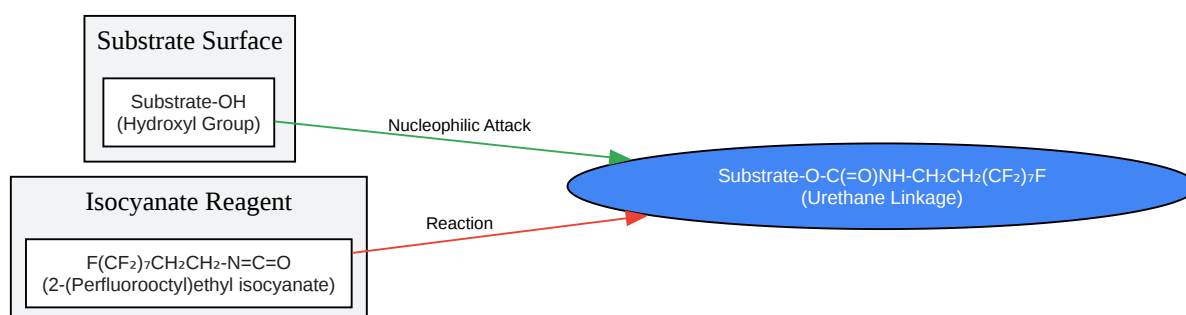 Substrate Surface
Substrate-OH
(Hydroxyl Group)
Nucleophilic Attack
Substrate-O-C(=O)NH-CH₂CH₂(CF₂)₇F
(Urethane Linkage)
Isocyanate Reagent
Reaction
F(CF₂)₇CH₂CH₂-N=C=O
(2-(Perfluorooctyl)ethyl isocyanate)